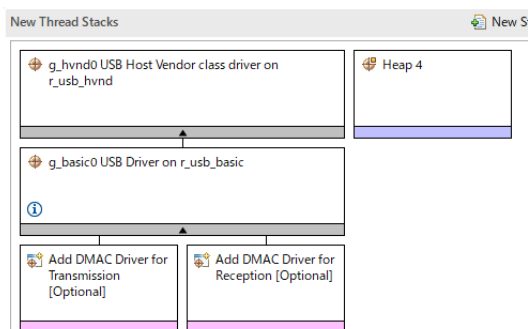 New Thread Stacks
New S
g_hvnd0 USB Host Vendor class driver on
r_usb_hvnd
Heap 4
g_basic0 USB Driver on r_usb_basic
Add DMAC Driver for
Transmission
[Optional]
Add DMAC Driver for
Reception [Optional]